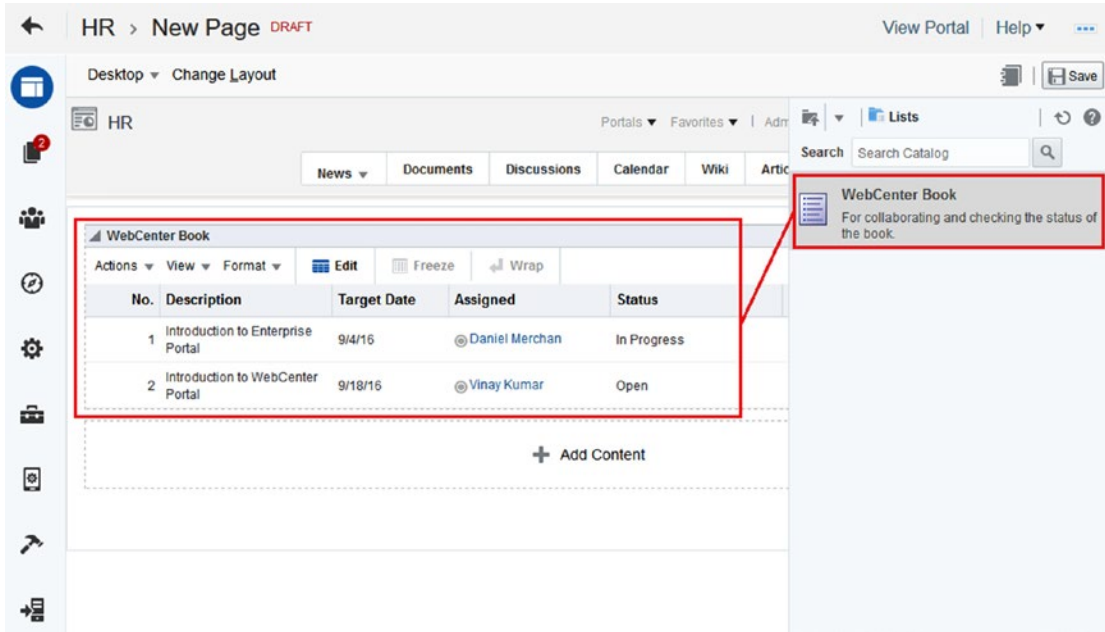 HR > New Page DRAFT
View Portal Help
Desktop Change Layout
Save
2
HR
Portals Favorites
Lists
Search Search Catalog
News Documents Discussions Calendar Wiki
WebCenter Book
For collaborating and checking the status of
the book.
WebCenter Book
Actions View Format Edit Freeze Wrap
No. Description Target Date Assigned Status
1 Introduction to Enterprise
Portal 9/4/16 Daniel Merchan In Progress
2 Introduction to WebCenter
Portal 9/18/16 Vinay Kumar Open
+ Add Content